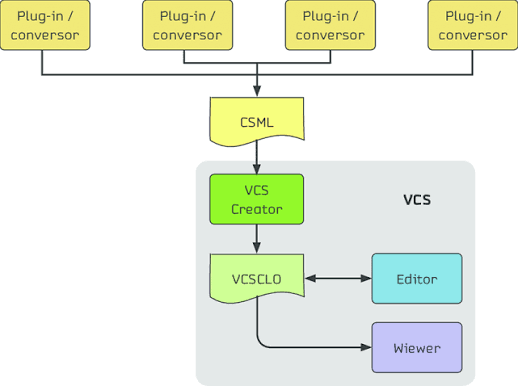 Plug-in /
conversor
Plug-in /
conversor
Plug-in /
conversor
Plug-in /
conversor
CSML
VCS
Creator
VCS
VCSCLO
Editor
Wiewer